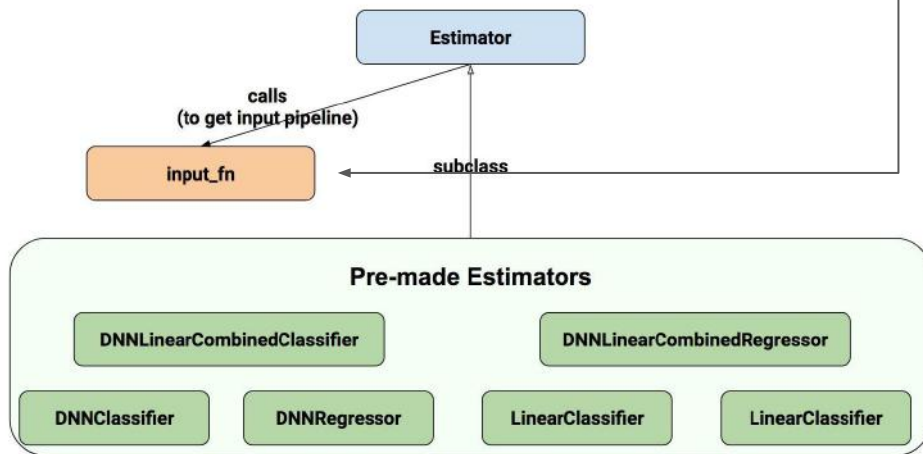 Estimator
calls
(to get input pipeline)
input_fn
subclass
Pre-made Estimators
DNNLinearCombinedClassifier
DNNLinearCombinedRegressor
DNNClassifier
DNNRegressor
LinearClassifier
LinearClassifier